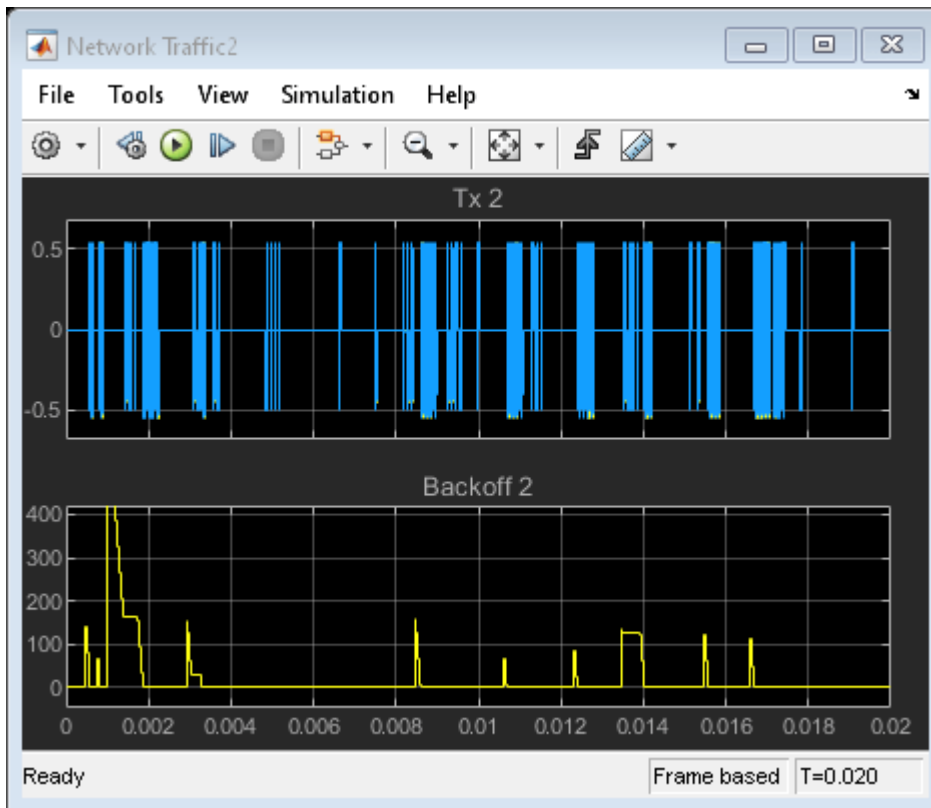 Network Traffic2
File Tools View Simulation Help
Tx 2
0.5
0
-0.5
Backoff 2
400
300
200
100
0
0 0.002 0.004 0.006 0.008 0.01 0.012 0.014 0.016 0.018 0.02
Ready Frame based T=0.020